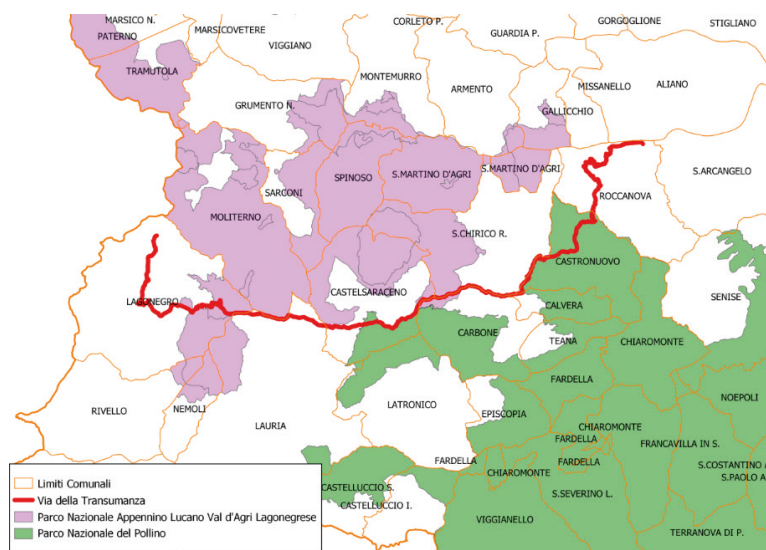 MARSICO N.
PATERNO
MARSICOVETERE
CORLETO P.
GORGOGLIONE
STIGLIANO
VIGGIANO
GUARDIA P.
TRAMUTOLA
MONTEMURRO
ARMENTO
MISSANELLO
ALIANO
GRUMENTO N.
GALLICCHIO
SARCONI
SPINOSO
S.MARTINO D'AGRI
S.MARTINO D'AGRI
S.ARCANGELO
ROCCANOVA
MOLITERNO
S.CHIRICO R.
CASTRONUOVO
LAGONEGRO
CASTELSARACENO
SENISE
CALVERA
CARBONE
TEANA
CHIAROMONTE
FARDELLA
RIVELLO
NEMOLI
LAURIA
LATRONICO
EPISCOPIA
NOEPOLI
CHIAROMONTE
FARDELLA
FRANCAVILLA IN S.
FARDELLA
FARDELLA
S.COSTANTINO A
S.PAOLO A
CHIAROMONTE
CASTELLUCCIO S.
CASTELLUCCIO I.
S.SEVERINO L.
VIGGIANELLO
TERRANOVA DI P.
Limiti Comunali
Via della Transumanza
Parco Nazionale Appennino Lucano Val d'Agri Lagonegrese
Parco Nazionale del Pollino